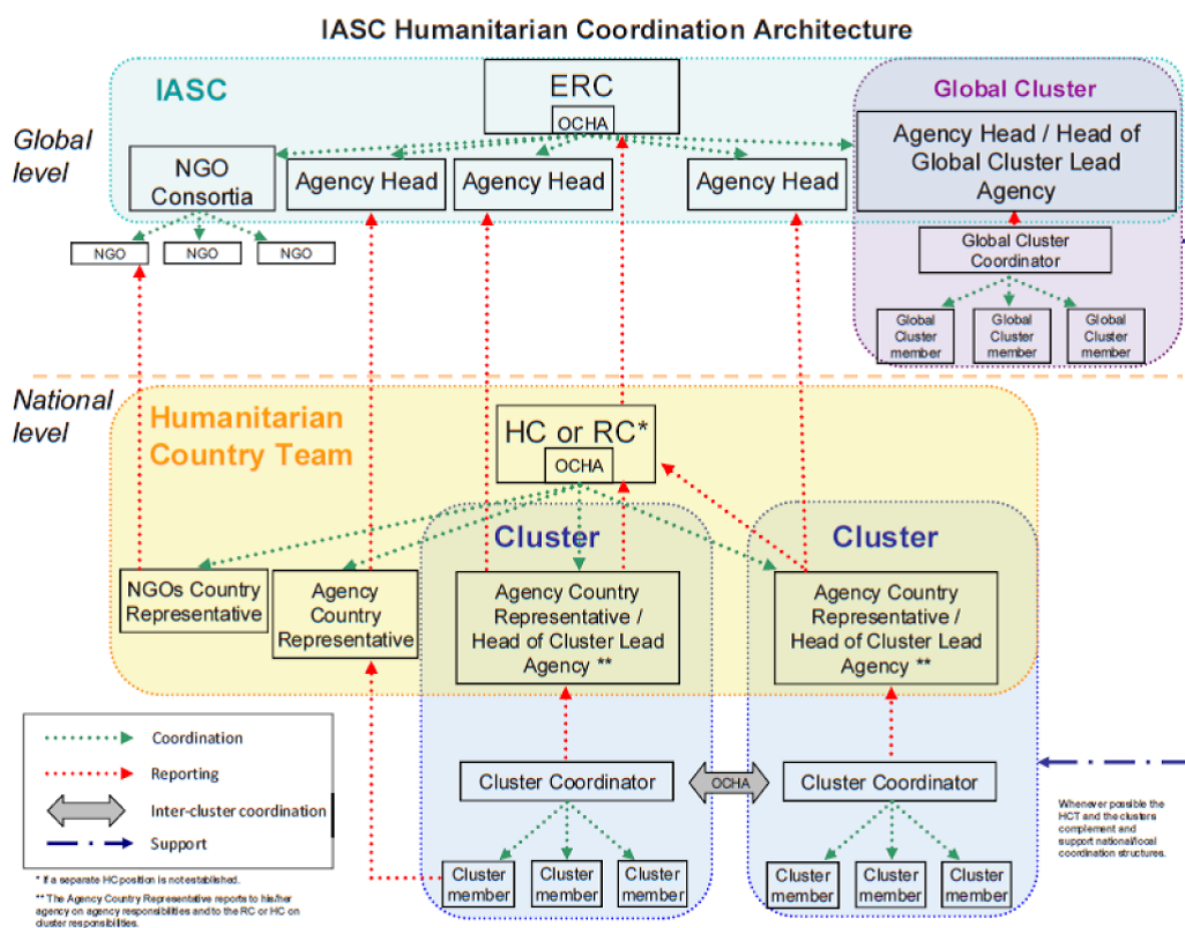 IASC Humanitarian Coordination Architecture
Global
level
IASC
ERC
OCHA
Global Cluster
NGO
Consortia
Agency Head
Agency Head
Agency Head
Agency Head / Head of
Global Cluster Lead
Agency
NGO
NGO
NGO
Global Cluster
Coordinator
Global
Cluster
member
Global
Cluster
member
Global
Cluster
member
National
level
Humanitarian
Country Team
HC or RC*
OCHA
Cluster
Cluster
NGOs Country
Representative
Agency
Country
Representative
Agency Country
Representative /
Head of Cluster Lead
Agency **
Agency Country
Representative /
Head of Cluster Lead
Agency **
Cluster Coordinator
OCHA
Cluster Coordinator
Cluster
member
Cluster
member
Cluster
member
Cluster
member
Cluster
member
Cluster
member
Coordination
Reporting
Inter-cluster coordination
Support
Whenever possible the
HCT and the clusters
complement and
support national/local
coordination structures.
* If a separate HC position is not established.
** The Agency Country Representative reports to his/her
agency on agency responsibilities and to the RC or HC on
cluster responsibilities.